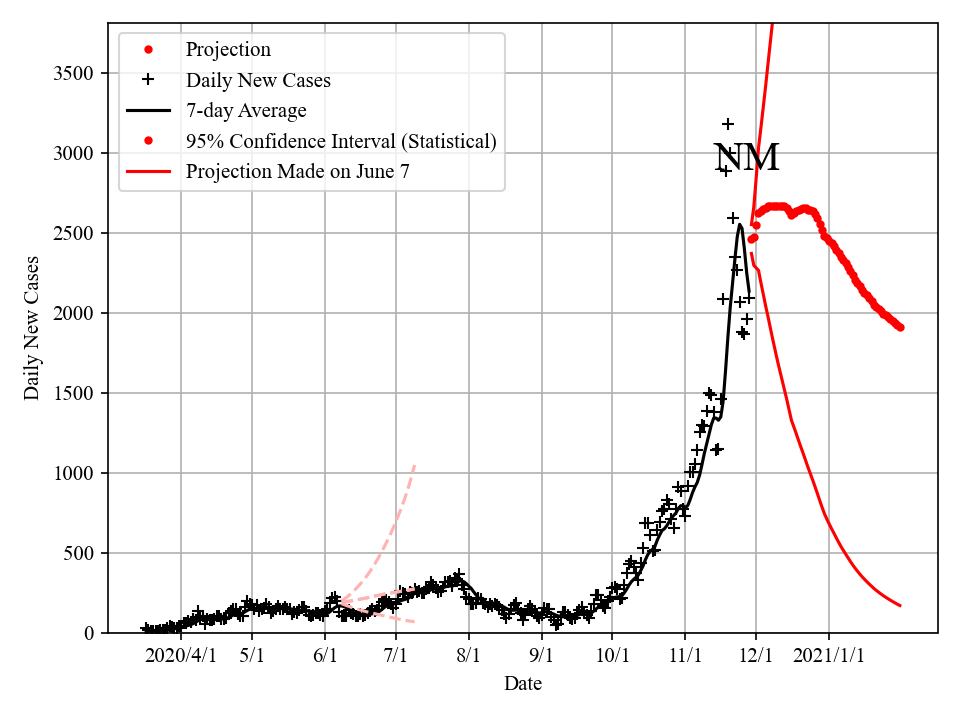 Projection
Daily New Cases
7-day Average
95% Confidence Interval (Statistical)
Projection Made on June 7
NM
Daily New Cases
3500
3000
2500
2000
1500
1000
500
0
2020/4/1 5/1 6/1 7/1 8/1 9/1 10/1 11/1 12/1 2021/1/1
Date